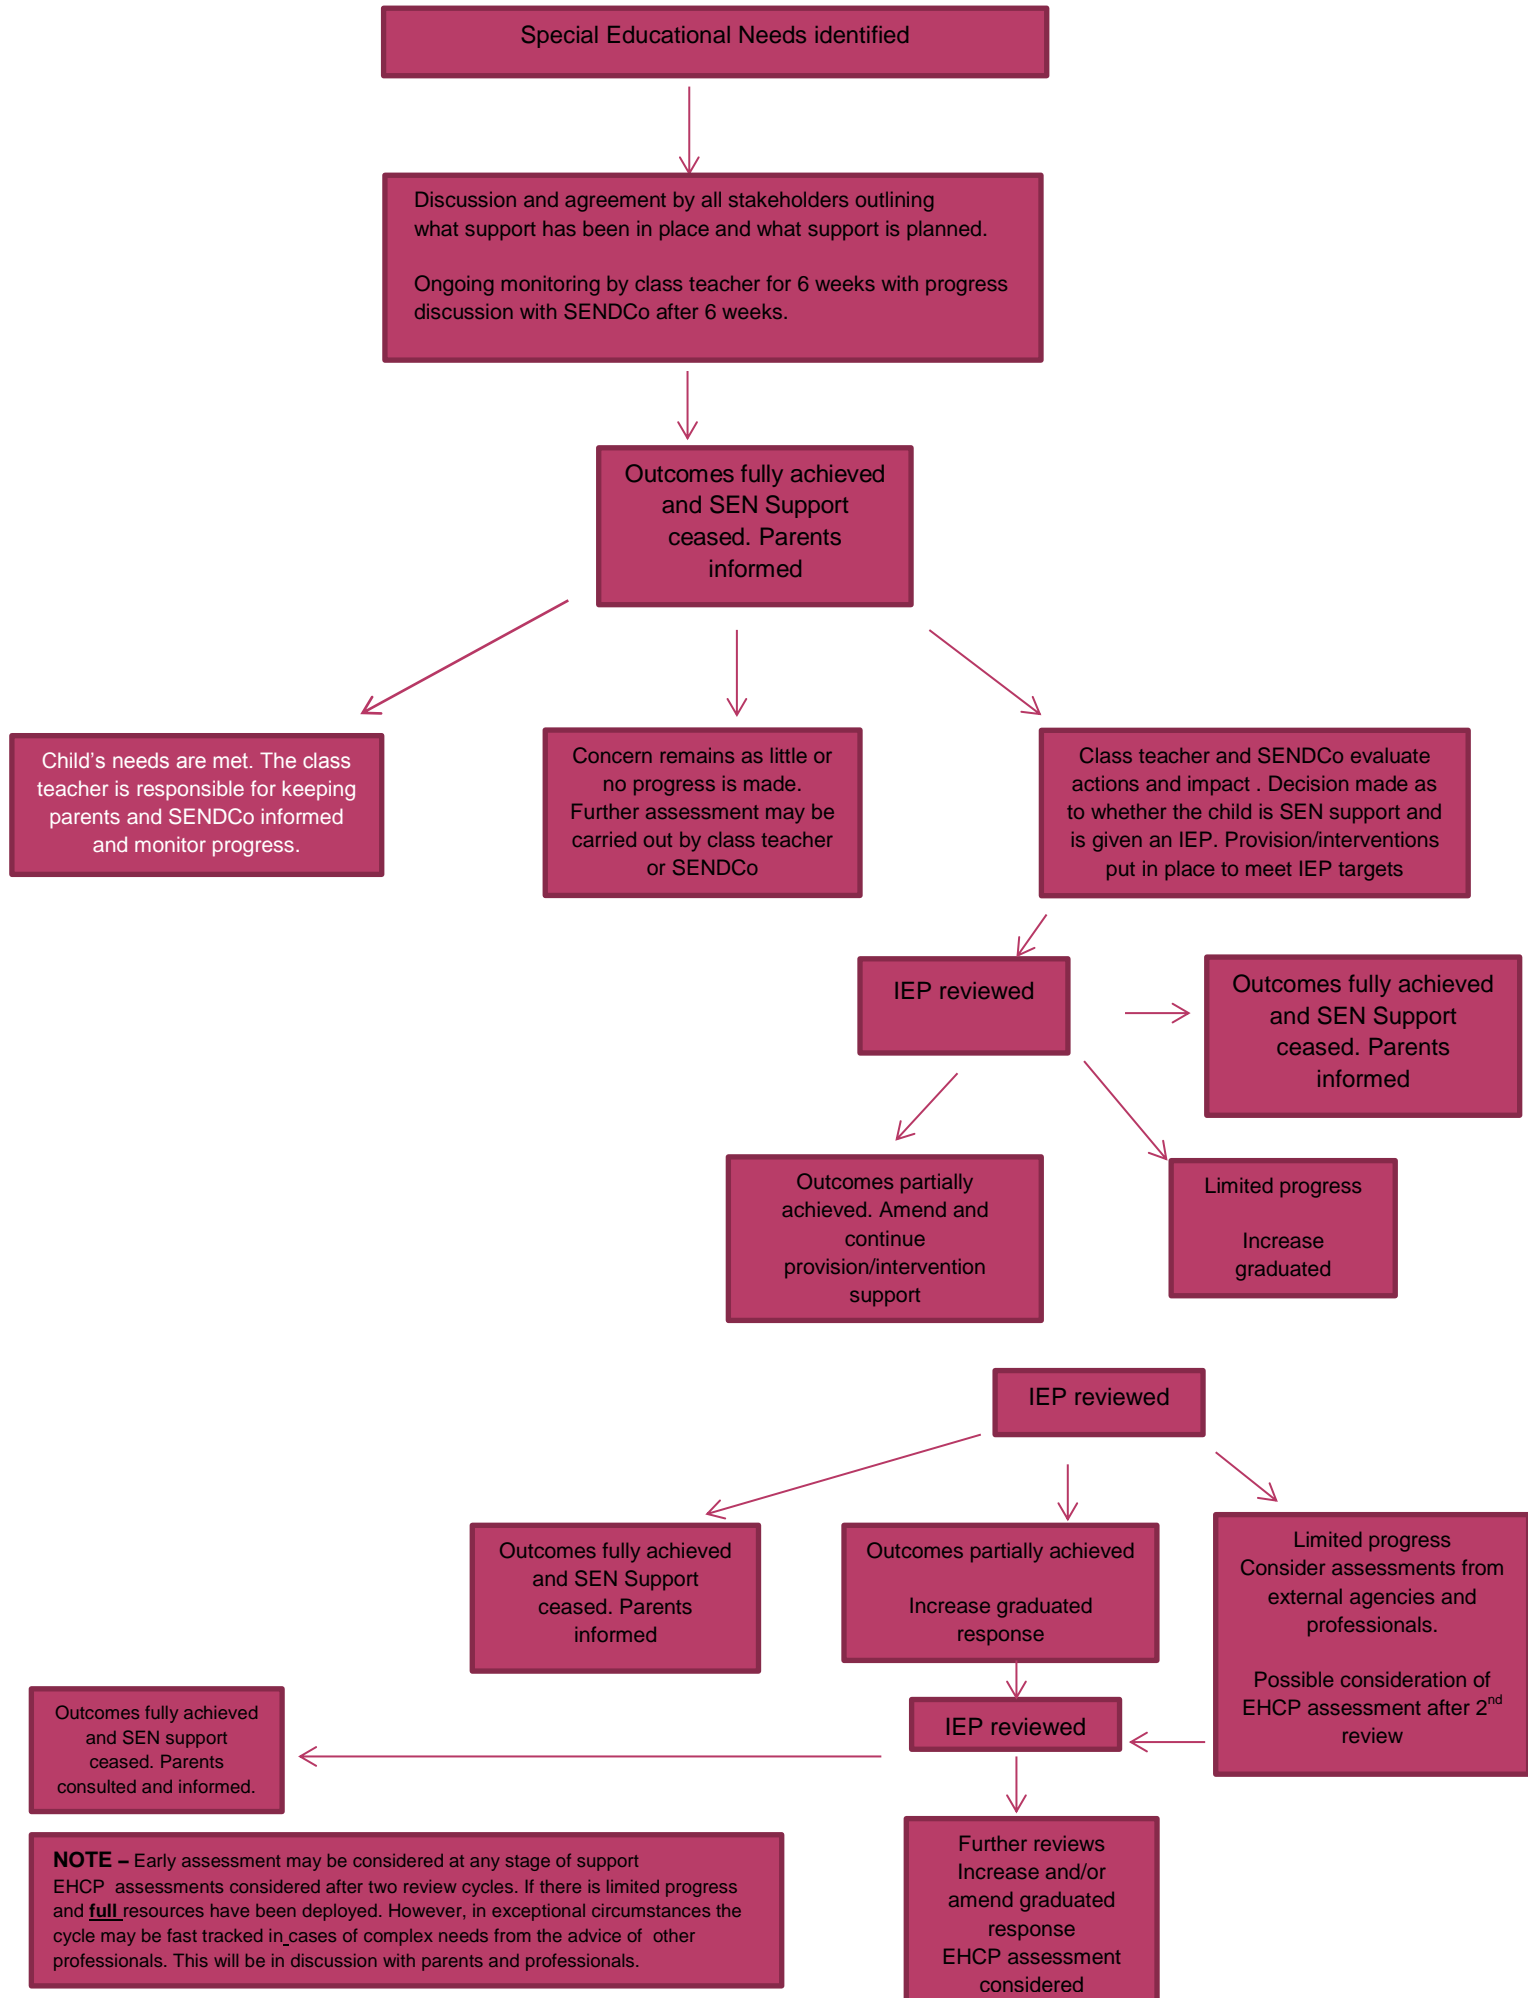 Special Educational Needs identified
Discussion and agreement by all stakeholders outlining
what support has been in place and what support is planned.
Ongoing monitoring by class teacher for 6 weeks with progress
discussion with SENDCo after 6 weeks.
Outcomes fully achieved
and SEN Support
ceased. Parents
informed
Child's needs are met. The class
teacher is responsible for keeping
parents and SENDCo informed
and monitor progress.
Concern remains as little or
no progress is made.
Further assessment may be
carried out by class teacher
or SENDCo
Class teacher and SENDCo evaluate
actions and impact . Decision made as
to whether the child is SEN support and
is given an IEP. Provision/interventions
put in place to meet IEP targets
IEP reviewed
Outcomes fully achieved
and SEN Support
ceased. Parents
informed
Outcomes partially
achieved. Amend and
continue
provision/intervention
support
Limited progress
Increase
graduated
IEP reviewed
Outcomes fully achieved
and SEN Support
ceased. Parents
informed
Outcomes partially achieved
Increase graduated
response
Limited progress
Consider assessments from
external agencies and
professionals.
Possible consideration of
EHCP assessment after 2nd
review
IEP reviewed
Outcomes fully achieved
and SEN support
ceased. Parents
consulted and informed.
Further reviews
Increase and/or
amend graduated
response
EHCP assessment
considered
NOTE – Early assessment may be considered at any stage of support
EHCP  assessments considered after two review cycles. If there is limited progress
and full resources have been deployed. However, in exceptional circumstances the
cycle may be fast tracked in cases of complex needs from the advice of  other
professionals. This will be in discussion with parents and professionals.